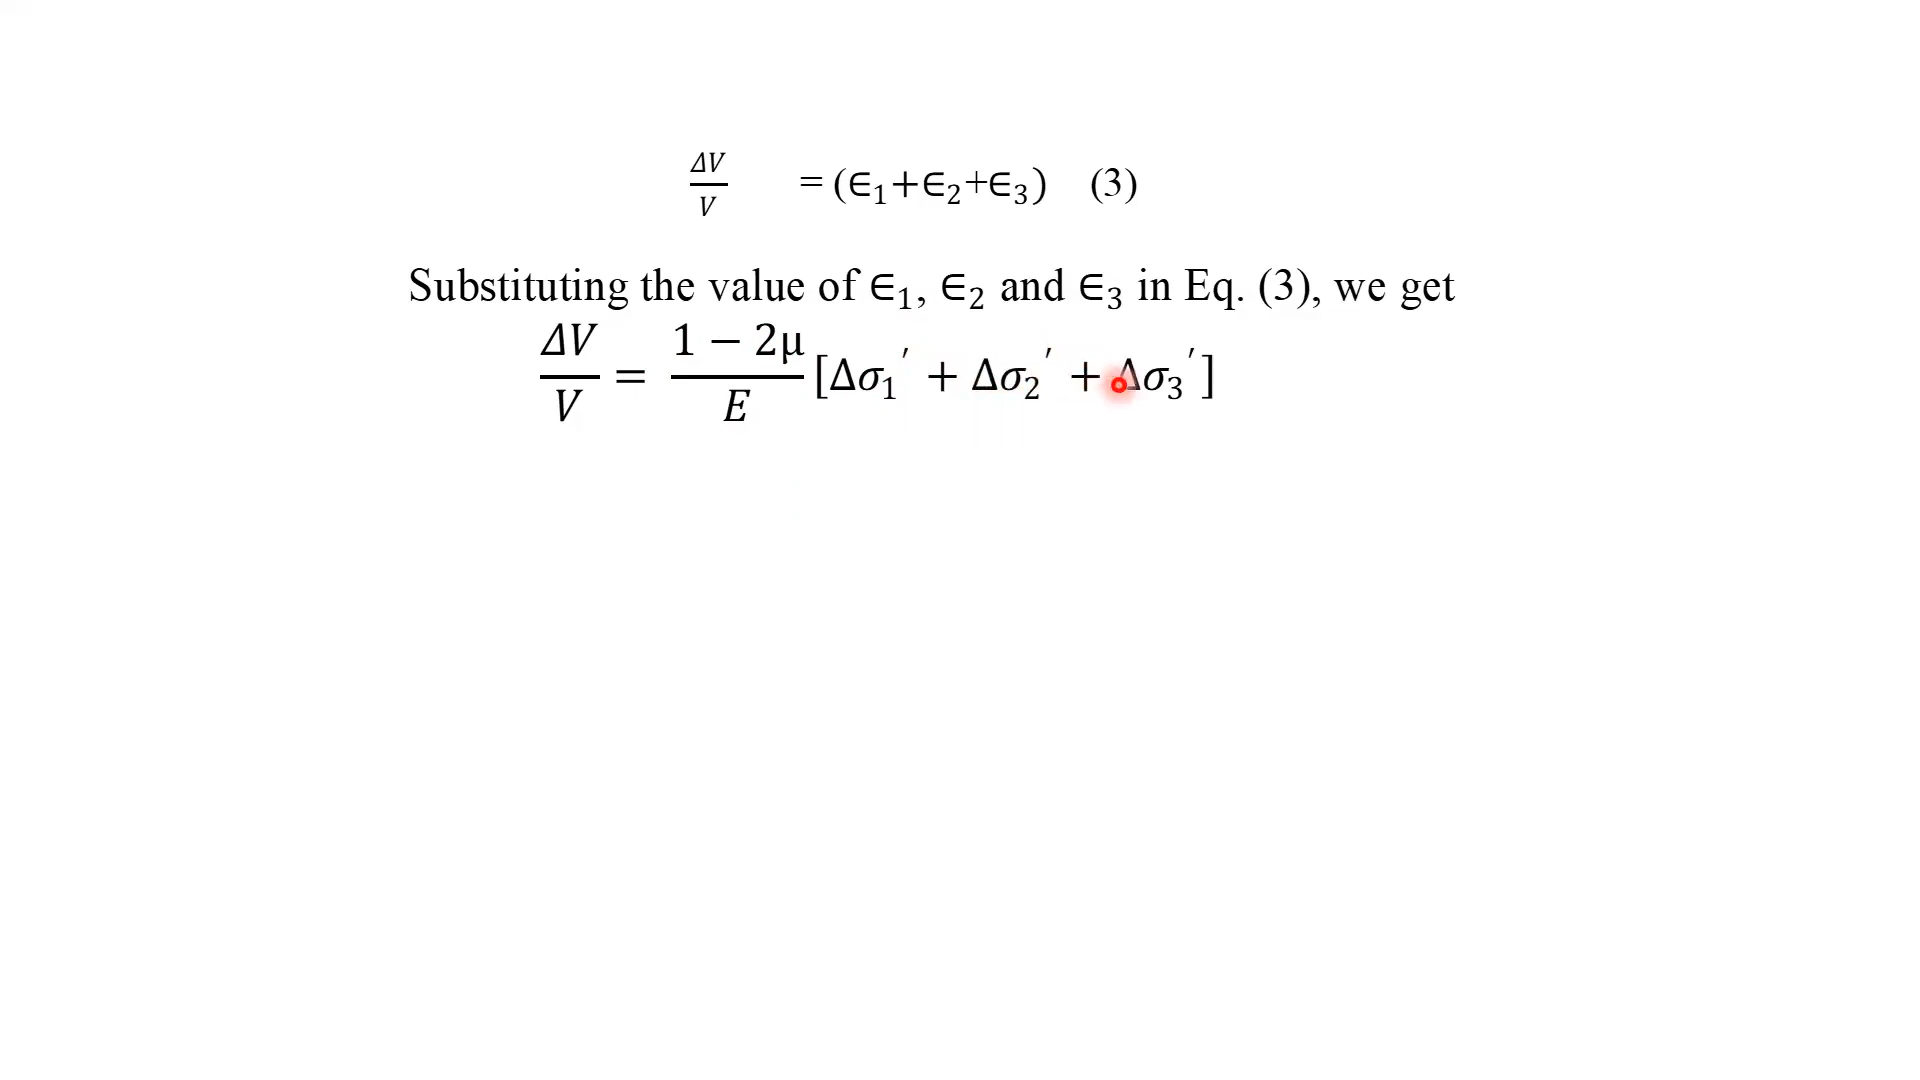 ΔV/V = (∈₁+∈₂+∈₃) (3)
Substituting the value of ∈₁, ∈₂ and ∈₃ in Eq. (3), we get
ΔV/V = (1 − 2μ)/E [Δσ₁′ + Δσ₂′ + Δσ₃′]